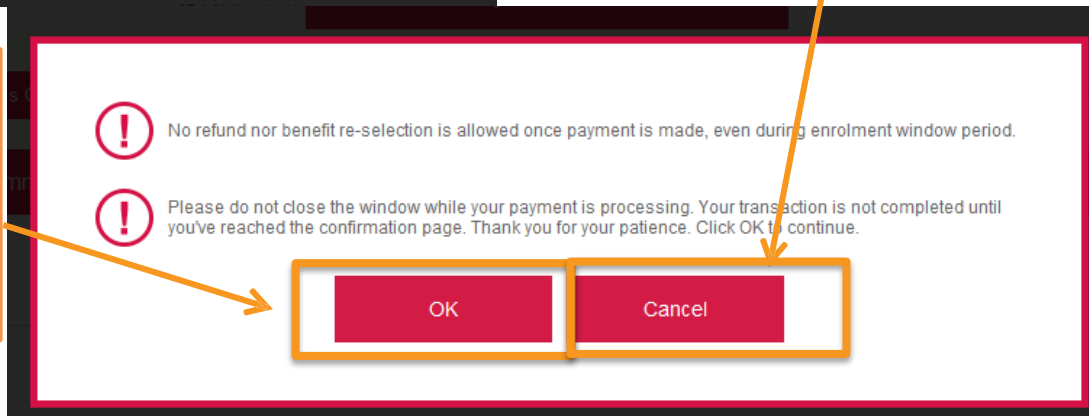 No refund nor benefit re-selection is allowed once payment is made, even during enrolment window period.
Please do not close the window while your payment is processing. Your transaction is not completed until
you've reached the confirmation page. Thank you for your patience. Click OK to continue.
OK
Cancel